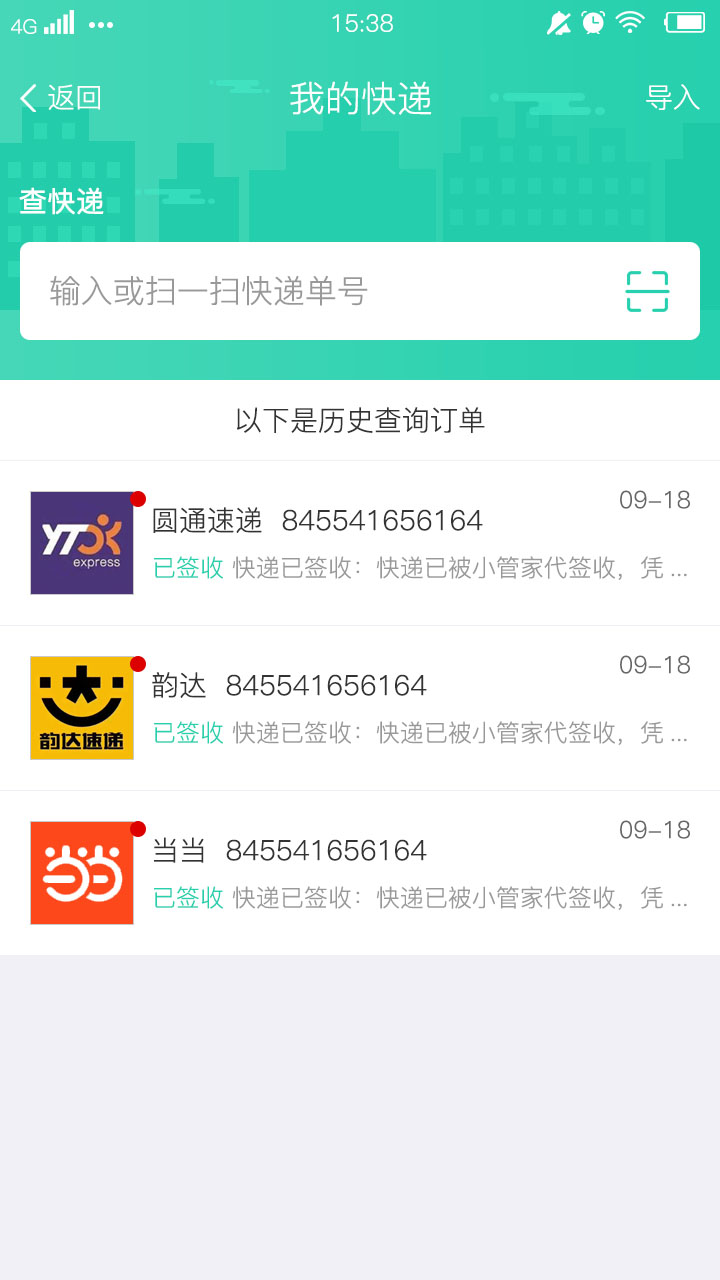 4G 15:38
返回 我的快递 导入
查快递
输入或扫一扫快递单号
以下是历史查询订单
YTO express
圆通速递 845541656164 09-18
已签收 快递已签收：快递已被小管家代签收，凭 ...
韵达速递
韵达 845541656164 09-18
已签收 快递已签收：快递已被小管家代签收，凭 ...
当当
当当 845541656164 09-18
已签收 快递已签收：快递已被小管家代签收，凭 ...